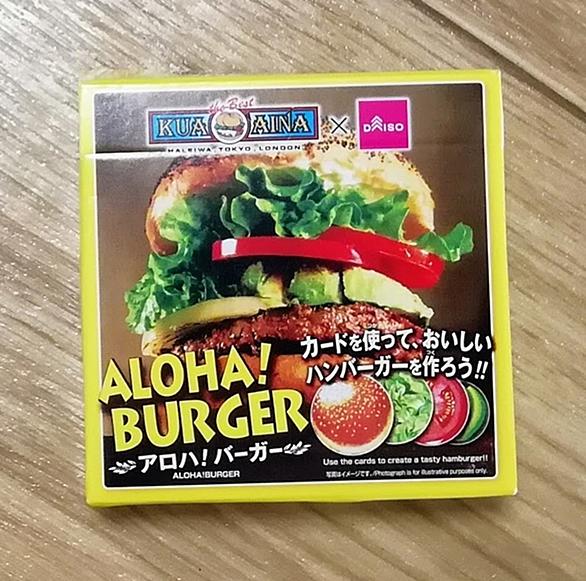 the Best
KUA AINA × DAISO
HALEIWA, TOKYO, LONDON
カードを使って、おいしい
ハンバーガーを作ろう!!
ALOHA!
BURGER
アロハ!バーガー
ALOHA!BURGER
Use the cards to create a tasty hamburger!!
写真はイメージです。/Photograph is for illustrative purposes only.